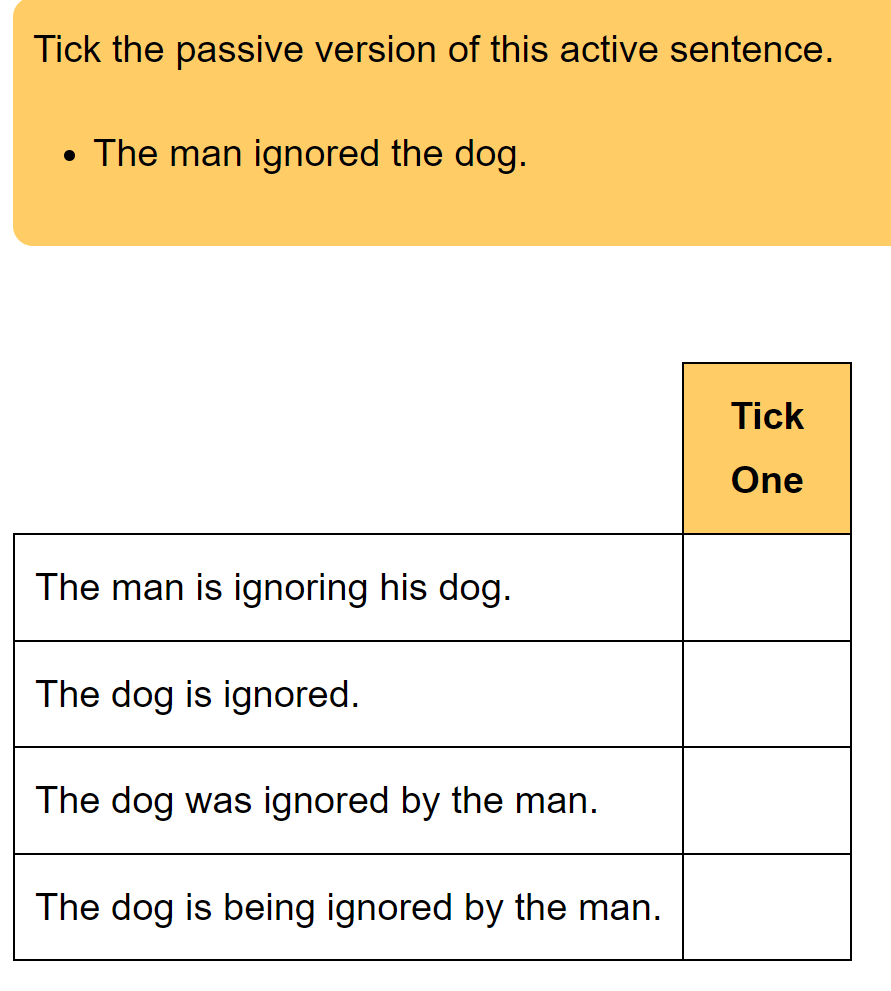 Tick the passive version of this active sentence.
• The man ignored the dog.
Tick
One
The man is ignoring his dog.
The dog is ignored.
The dog was ignored by the man.
The dog is being ignored by the man.